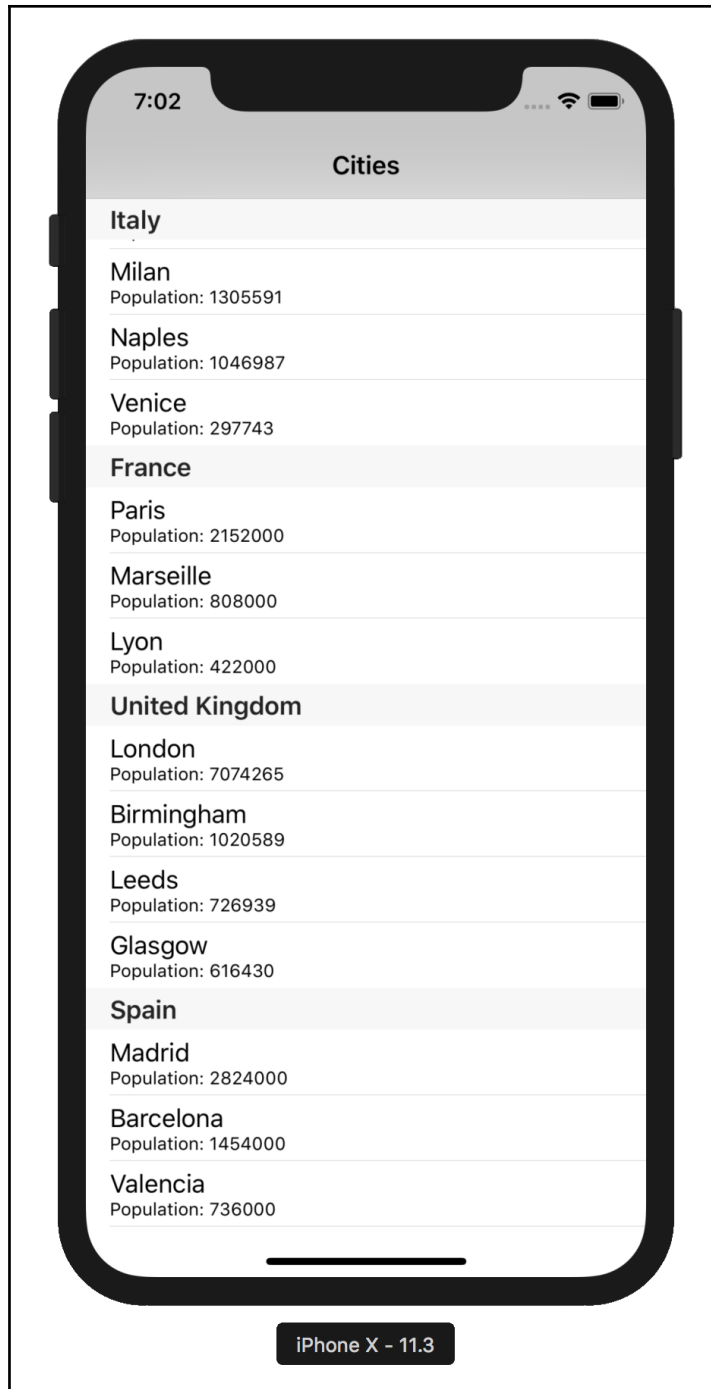 7:02
Cities
Italy
Milan
Population: 1305591
Naples
Population: 1046987
Venice
Population: 297743
France
Paris
Population: 2152000
Marseille
Population: 808000
Lyon
Population: 422000
United Kingdom
London
Population: 7074265
Birmingham
Population: 1020589
Leeds
Population: 726939
Glasgow
Population: 616430
Spain
Madrid
Population: 2824000
Barcelona
Population: 1454000
Valencia
Population: 736000
iPhone X - 11.3